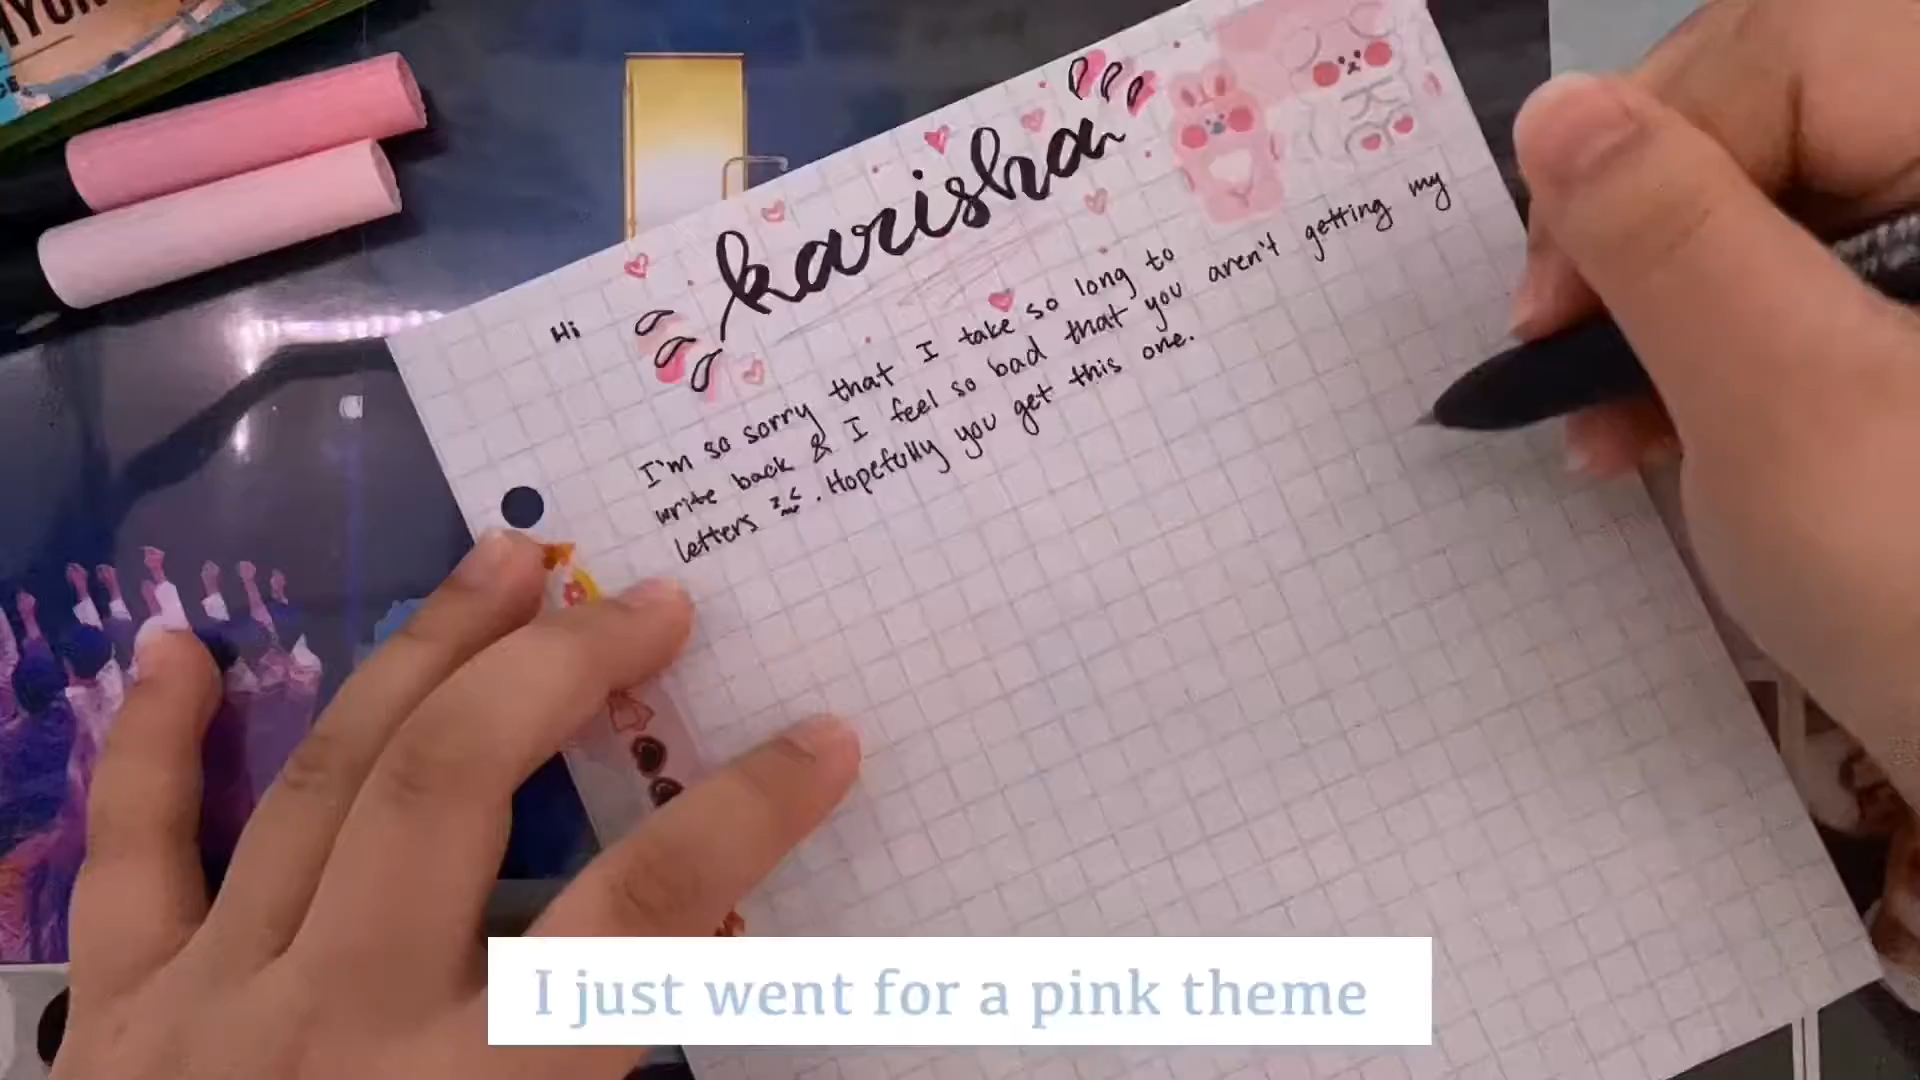 Hi
karisha
I'm so sorry that I take so long to
write back & I feel so bad that you aren't getting my
letters . Hopefully you get this one.
I just went for a pink theme